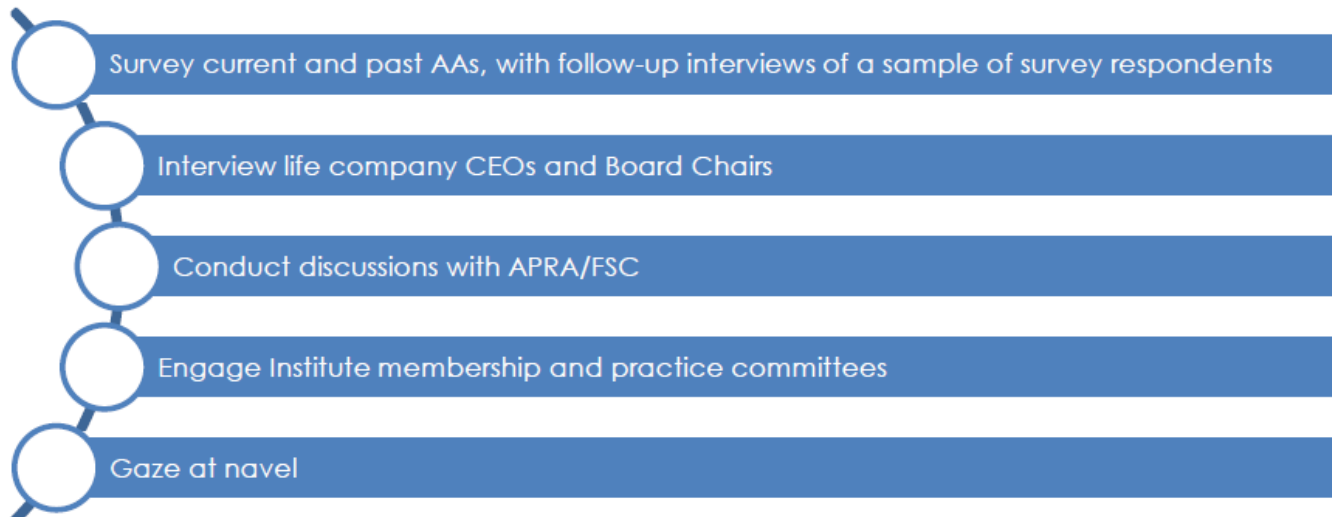 Survey current and past AAs, with follow-up interviews of a sample of survey respondents
Interview life company CEOs and Board Chairs
Conduct discussions with APRA/FSC
Engage Institute membership and practice committees
Gaze at navel